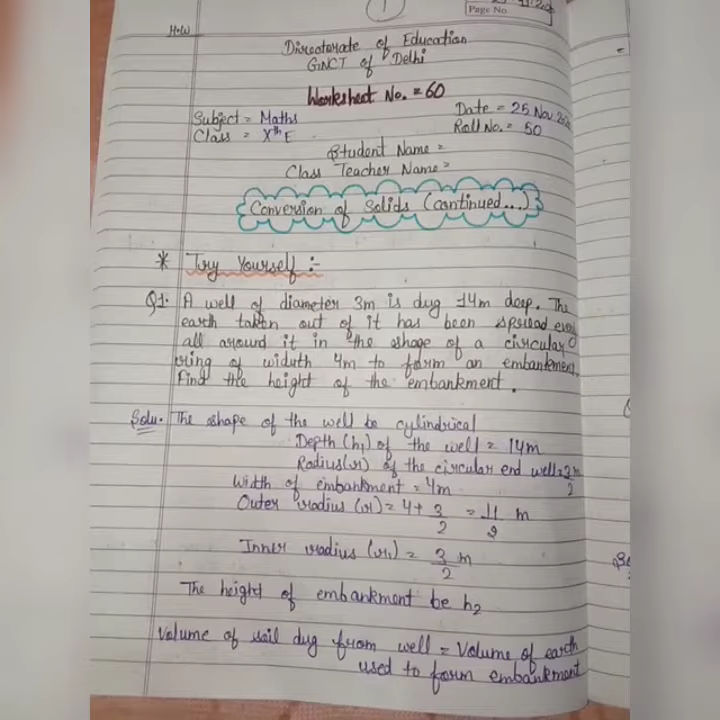 1
Page No.
H.W
Directorate of Education
GNCT of Delhi
Worksheet No. = 60
Subject = Maths
Date = 25 Nov
Class = Xth E
Roll No. = 50
Student Name =
Class Teacher Name =
Conversion of Solids (continued...)
* Try Yourself :-
Q1. A well of diameter 3m is dug 14m deep. The
earth taken out of it has been spread evenly
all around it in the shape of a circular
ring of width 4m to form an embankment.
Find the height of the embankment.
Solu. The shape of the well be cylindrical
Depth (h1) of the well = 14m
Radius(r) of the circular end well = 3/2 m
Width of embankment = 4m
Outer radius (r) = 4 + 3/2 = 11/2 m
Inner radius (r1) = 3/2 m
The height of embankment be h2
Volume of soil dug from well = Volume of earth
used to form embankment